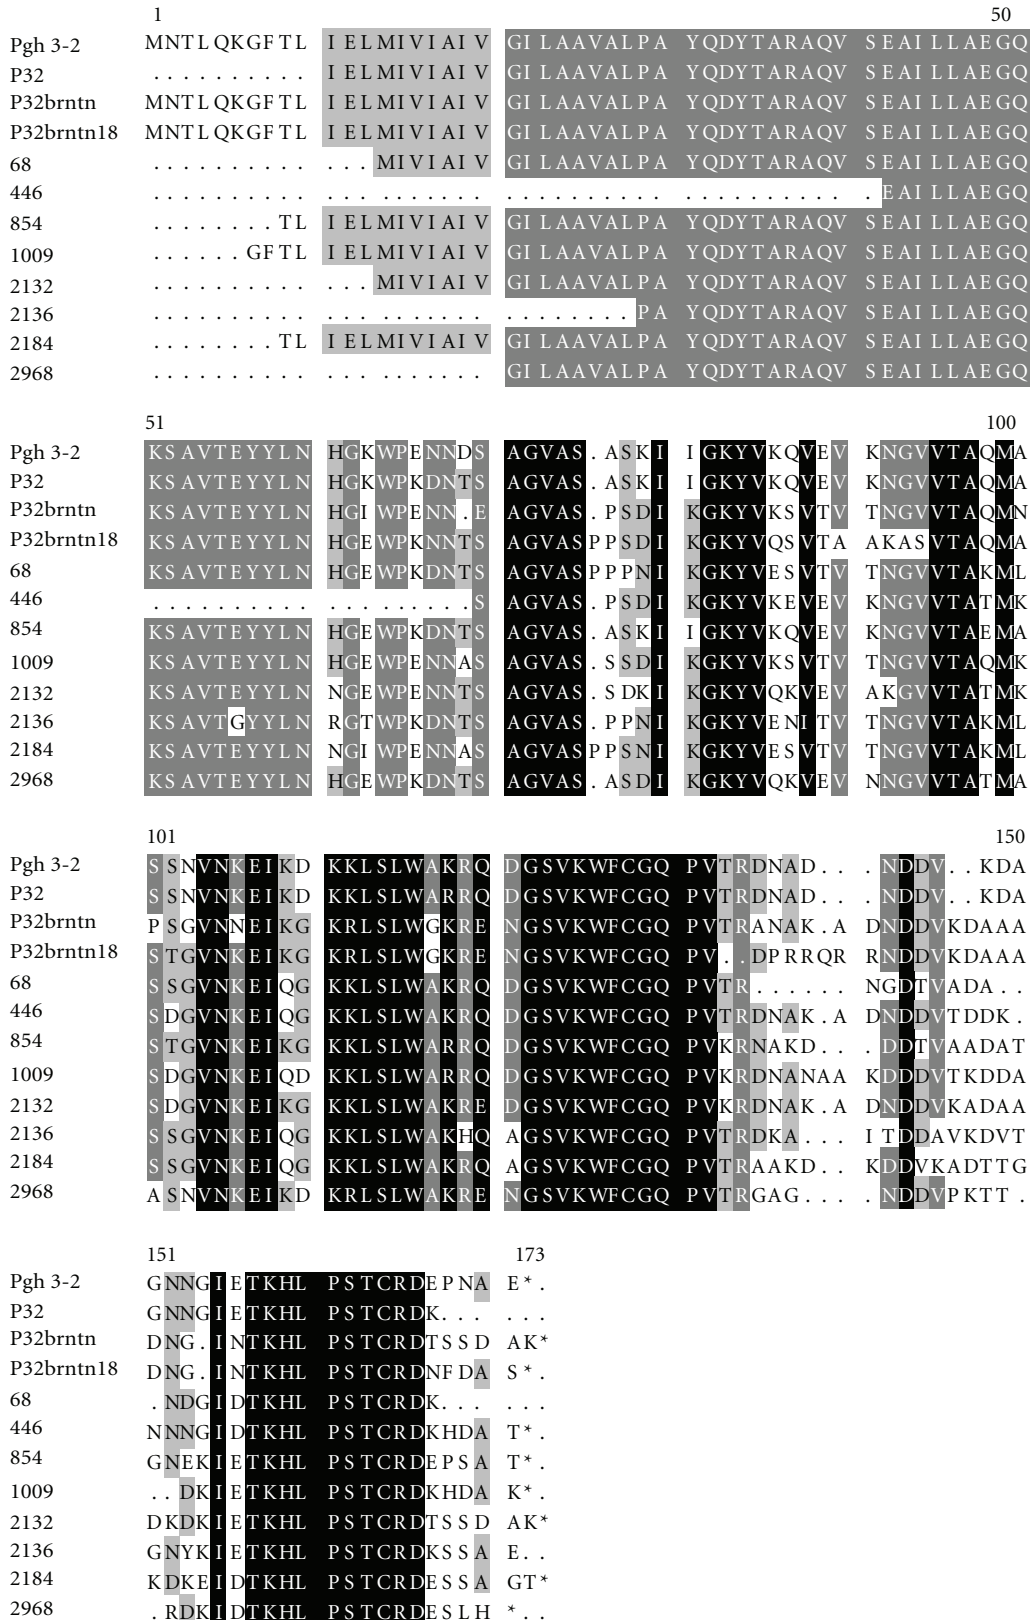 1 50
Pgh 3-2 MNTLQKGFTL IELMIVIAIV GILAAVALPA YQDYTARAQV SEAILLAEGQ
P32 .......... IELMIVIAIV GILAAVALPA YQDYTARAQV SEAILLAEGQ
P32brntn MNTLQKGFTL IELMIVIAIV GILAAVALPA YQDYTARAQV SEAILLAEGQ
P32brntn18 MNTLQKGFTL IELMIVIAIV GILAAVALPA YQDYTARAQV SEAILLAEGQ
68 .......... ...MIVIAIV GILAAVALPA YQDYTARAQV SEAILLAEGQ
446 .......... .......... .......... .......... .EAILLAEGQ
854 ........TL IELMIVIAIV GILAAVALPA YQDYTARAQV SEAILLAEGQ
1009 ......GFTL IELMIVIAIV GILAAVALPA YQDYTARAQV SEAILLAEGQ
2132 .......... ...MIVIAIV GILAAVALPA YQDYTARAQV SEAILLAEGQ
2136 .......... .......... ........PA YQDYTARAQV SEAILLAEGQ
2184 ........TL IELMIVIAIV GILAAVALPA YQDYTARAQV SEAILLAEGQ
2968 .......... .......... GILAAVALPA YQDYTARAQV SEAILLAEGQ
51 100
Pgh 3-2 KSAVTEYYLN HGKWPENNDS AGVAS.ASKI IGKYVKQVEV KNGVVTAQMA
P32 KSAVTEYYLN HGKWPKDNTS AGVAS.ASKI IGKYVKQVEV KNGVVTAQMA
P32brntn KSAVTEYYLN HGIWPENN.E AGVAS.PSDI KGKYVKSVTV TNGVVTAQMN
P32brntn18 KSAVTEYYLN HGEWPKNNTS AGVASPPSDI KGKYVQSVTA AKASVTAQMA
68 KSAVTEYYLN HGEWPKDNTS AGVASPPPNI KGKYVESVTV TNGVVTAKML
446 .......... .........S AGVAS.PSDI KGKYVKEVEV KNGVVTATMK
854 KSAVTEYYLN HGEWPKDNTS AGVAS.ASKI IGKYVKQVEV KNGVVTAEMA
1009 KSAVTEYYLN HGEWPENNAS AGVAS.SSDI KGKYVKSVTV TNGVVTAQMK
2132 KSAVTEYYLN NGEWPENNTS AGVAS.SDKI KGKYVQKVEV AKGVVTATMK
2136 KSAVTGYYLN RGTWPKDNTS AGVAS.PPNI KGKYVENITV TNGVVTAKML
2184 KSAVTEYYLN NGIWPENNAS AGVASPPSNI KGKYVESVTV TNGVVTAKML
2968 KSAVTEYYLN HGEWPKDNTS AGVAS.ASDI KGKYVQKVEV NNGVVTATMA
101 150
Pgh 3-2 SSNVNKEIKD KKLSLWAKRQ DGSVKWFCGQ PVTRDNAD.. .NDDV..KDA
P32 SSNVNKEIKD KKLSLWAKRQ DGSVKWFCGQ PVTRDNAD.. .NDDV..KDA
P32brntn PSGVNNEIKG KRLSLWGKRE NGSVKWFCGQ PVTRANAK.A DNDDVKDAAA
P32brntn18 STGVNKEIKG KRLSLWGKRE NGSVKWFCGQ PV..DPRRQR RNDDVKDAAA
68 SSGVNKEIQG KKLSLWAKRQ DGSVKWFCGQ PVTR...... NGDTVADA..
446 SDGVNKEIQG KKLSLWAKRQ DGSVKWFCGQ PVTRDNAK.A DNDDVTDDK.
854 STGVNKEIKG KKLSLWARRQ DGSVKWFCGQ PVKRNAKD.. .DDTVAADAT
1009 SDGVNKEIQD KKLSLWARRQ DGSVKWFCGQ PVKRDNANAA KDDDVTKDDA
2132 SDGVNKEIKG KKLSLWAKRE DGSVKWFCGQ PVKRDNAK.A DNDDVKADAA
2136 SSGVNKEIQG KKLSLWAKHQ AGSVKWFCGQ PVTRDKA... ITDDAVKDVT
2184 SSGVNKEIQG KKLSLWAKRQ AGSVKWFCGQ PVTRAAKD.. KDDVKADTTG
2968 ASNVNKEIKD KRLSLWAKRE NGSVKWFCGQ PVTRGAG... .NDDVPKTT.
151 173
Pgh 3-2 GNNGIETKHL PSTCRDEPNA E*.
P32 GNNGIETKHL PSTCRDK... ...
P32brntn DNG.INTKHL PSTCRDTSSD AK*
P32brntn18 DNG.INTKHL PSTCRDNFDA S*.
68 .NDGIDTKHL PSTCRDK... ...
446 NNNGIDTKHL PSTCRDKHDA T*.
854 GNEKIETKHL PSTCRDEPSA T*.
1009 ..DKIETKHL PSTCRDKHDA K*.
2132 DKDKIETKHL PSTCRDTSSD AK*
2136 GNYKIETKHL PSTCRDKSSA E..
2184 KDKEIDTKHL PSTCRDESSA GT*
2968 .RDKIDTKHL PSTCRDESLH *..